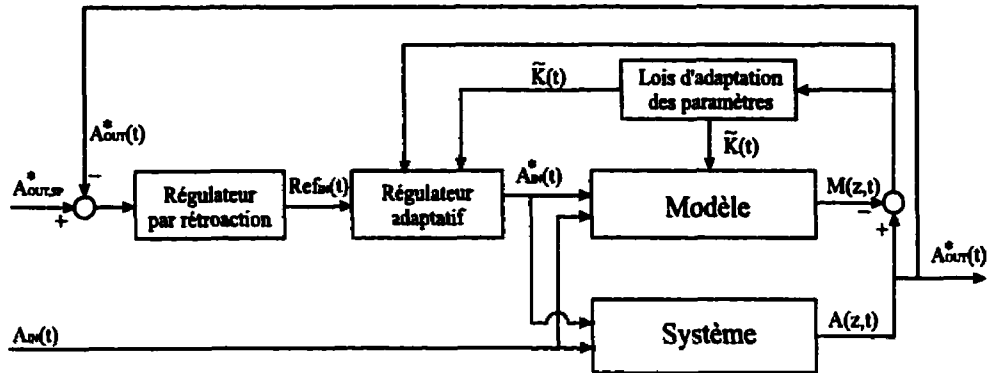 Lois d'adaptation
des paramètres
K̃(t)
K̃(t)
A*OUT(t)
−
A*OUT,SP
+
Régulateur
par rétroaction
RefIN(t)
Régulateur
adaptatif
A*IN(t)
Modèle
M(z,t)
−
+
A*OUT(t)
AIN(t)
Système
A(z,t)